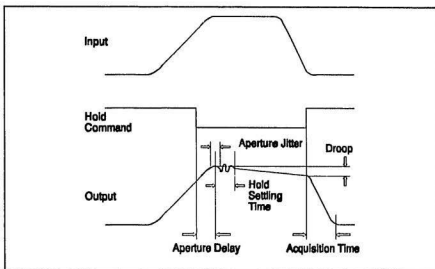 Input
Hold
Command
Aperture Jitter
Droop
Output
Hold
Settling
Time
Aperture Delay
Acquisition Time